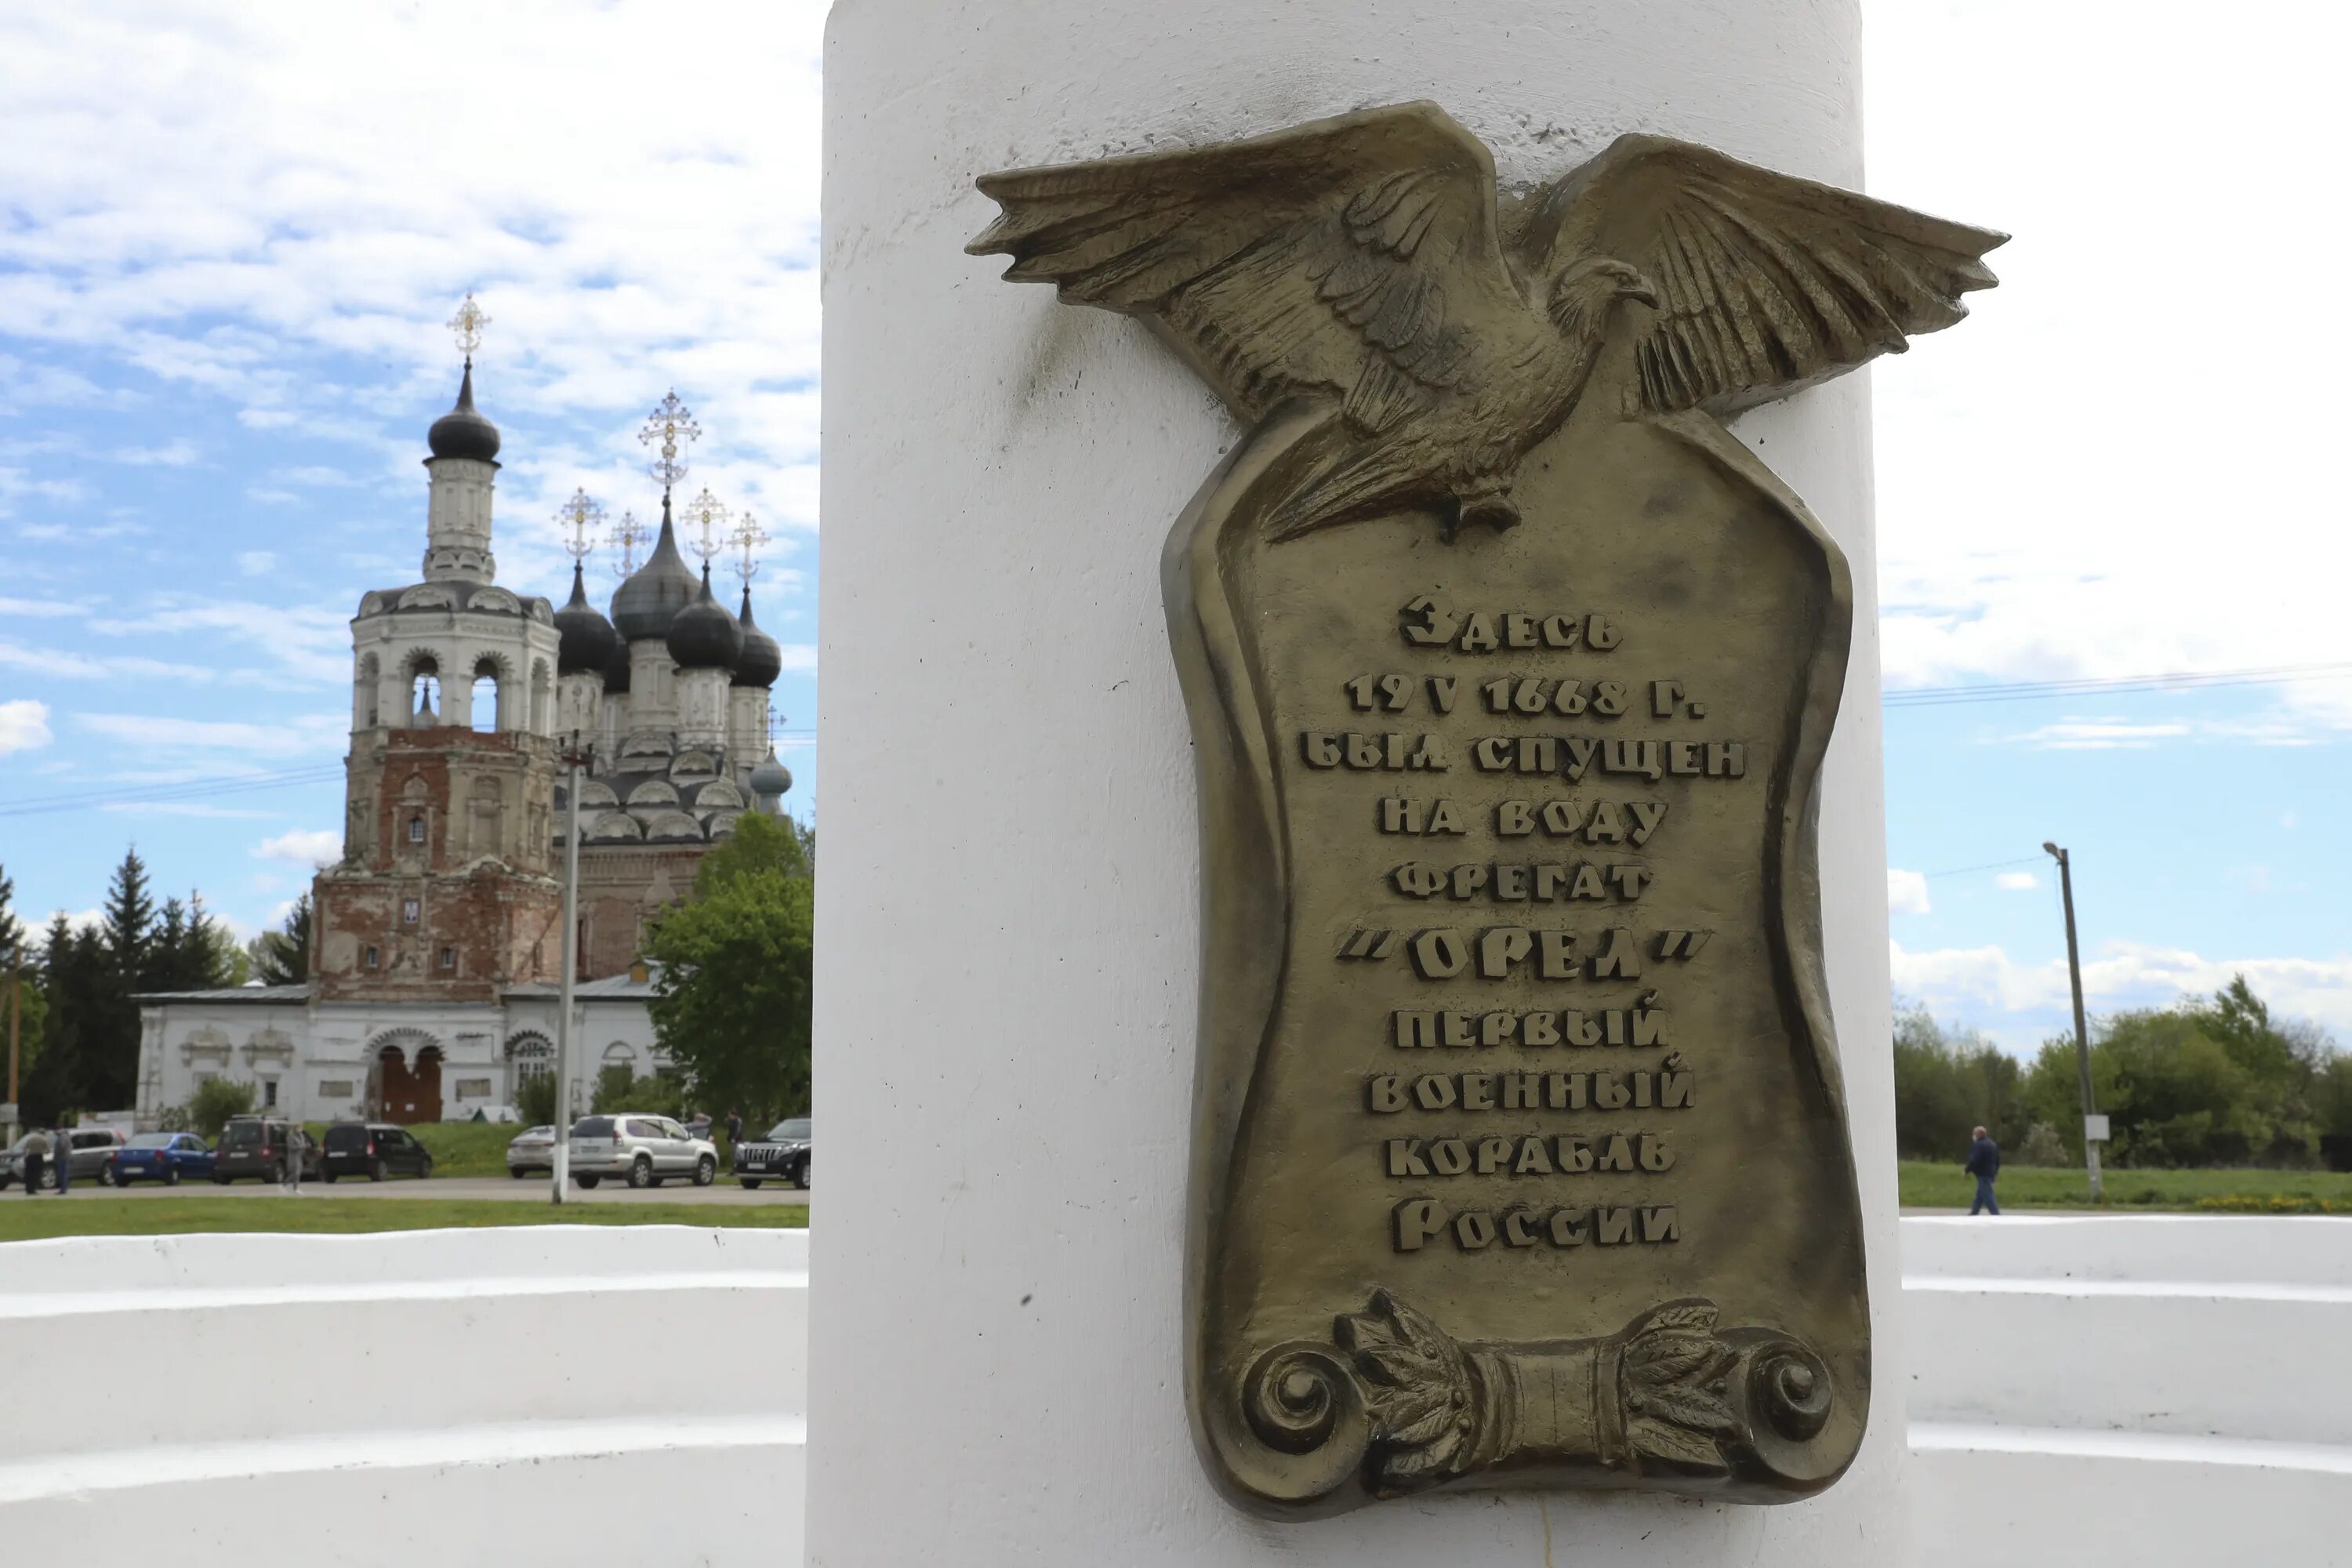 Здесь
19 V 1668 г.
был спущен
на воду
фрегат
"ОРЕЛ"
первый
военный
корабль
России